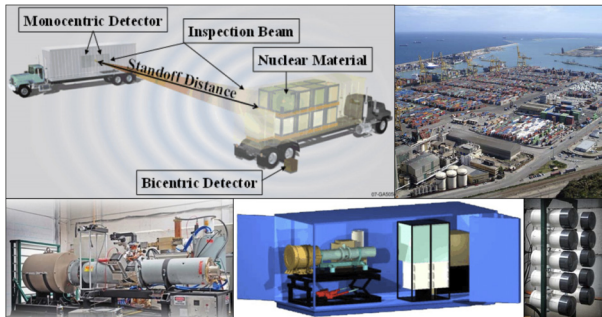 Monocentric Detector
Inspection Beam
Nuclear Material
Standoff Distance
Bicentric Detector